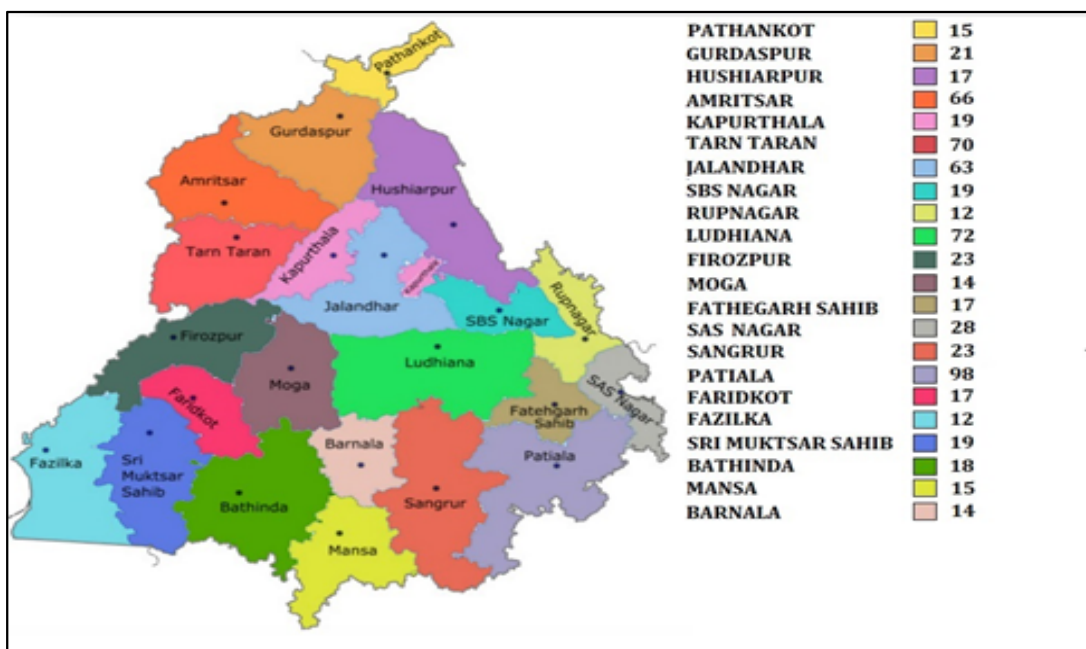 Pathankot
Gurdaspur
Amritsar
Hushiarpur
Tarn Taran
Kapurthala
Kapurthala
Jalandhar
SBS Nagar
Rupnagar
Firozpur
Ludhiana
Moga
Faridkot
SAS Nagar
Fatehgarh
Sahib
Fazilka
Sri
Muktsar
Sahib
Barnala
Patiala
Bathinda
Sangrur
Mansa
PATHANKOT 15
GURDASPUR 21
HUSHIARPUR 17
AMRITSAR 66
KAPURTHALA 19
TARN TARAN 70
JALANDHAR 63
SBS NAGAR 19
RUPNAGAR 12
LUDHIANA 72
FIROZPUR 23
MOGA 14
FATHEGARH SAHIB 17
SAS NAGAR 28
SANGRUR 23
PATIALA 98
FARIDKOT 17
FAZILKA 12
SRI MUKTSAR SAHIB 19
BATHINDA 18
MANSA 15
BARNALA 14